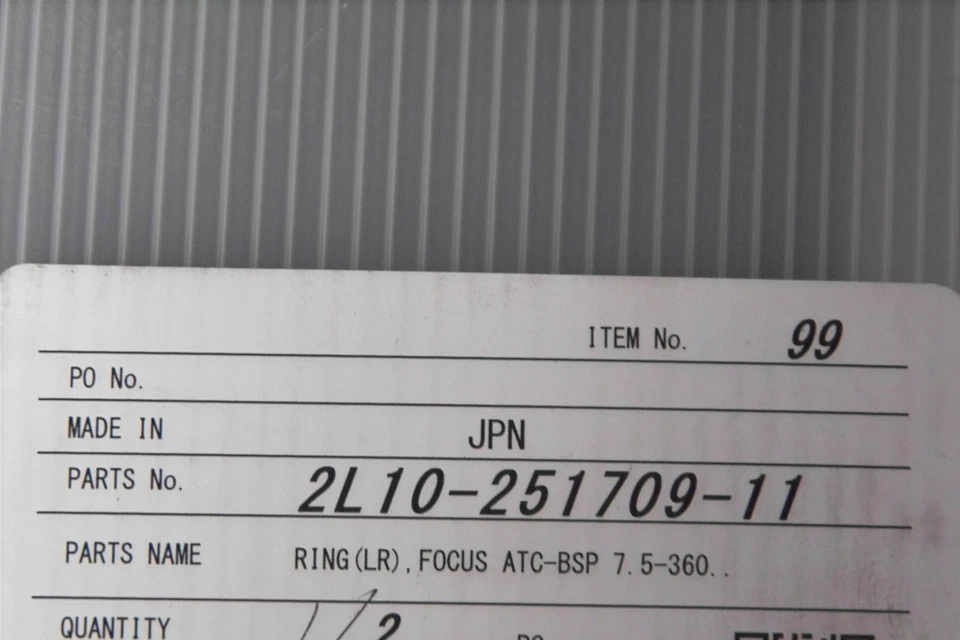 ITEM No. 99
PO No.
MADE IN JPN
PARTS No. 2L10-251709-11
PARTS NAME RING(LR),FOCUS ATC-BSP 7.5-360..
QUANTITY 2